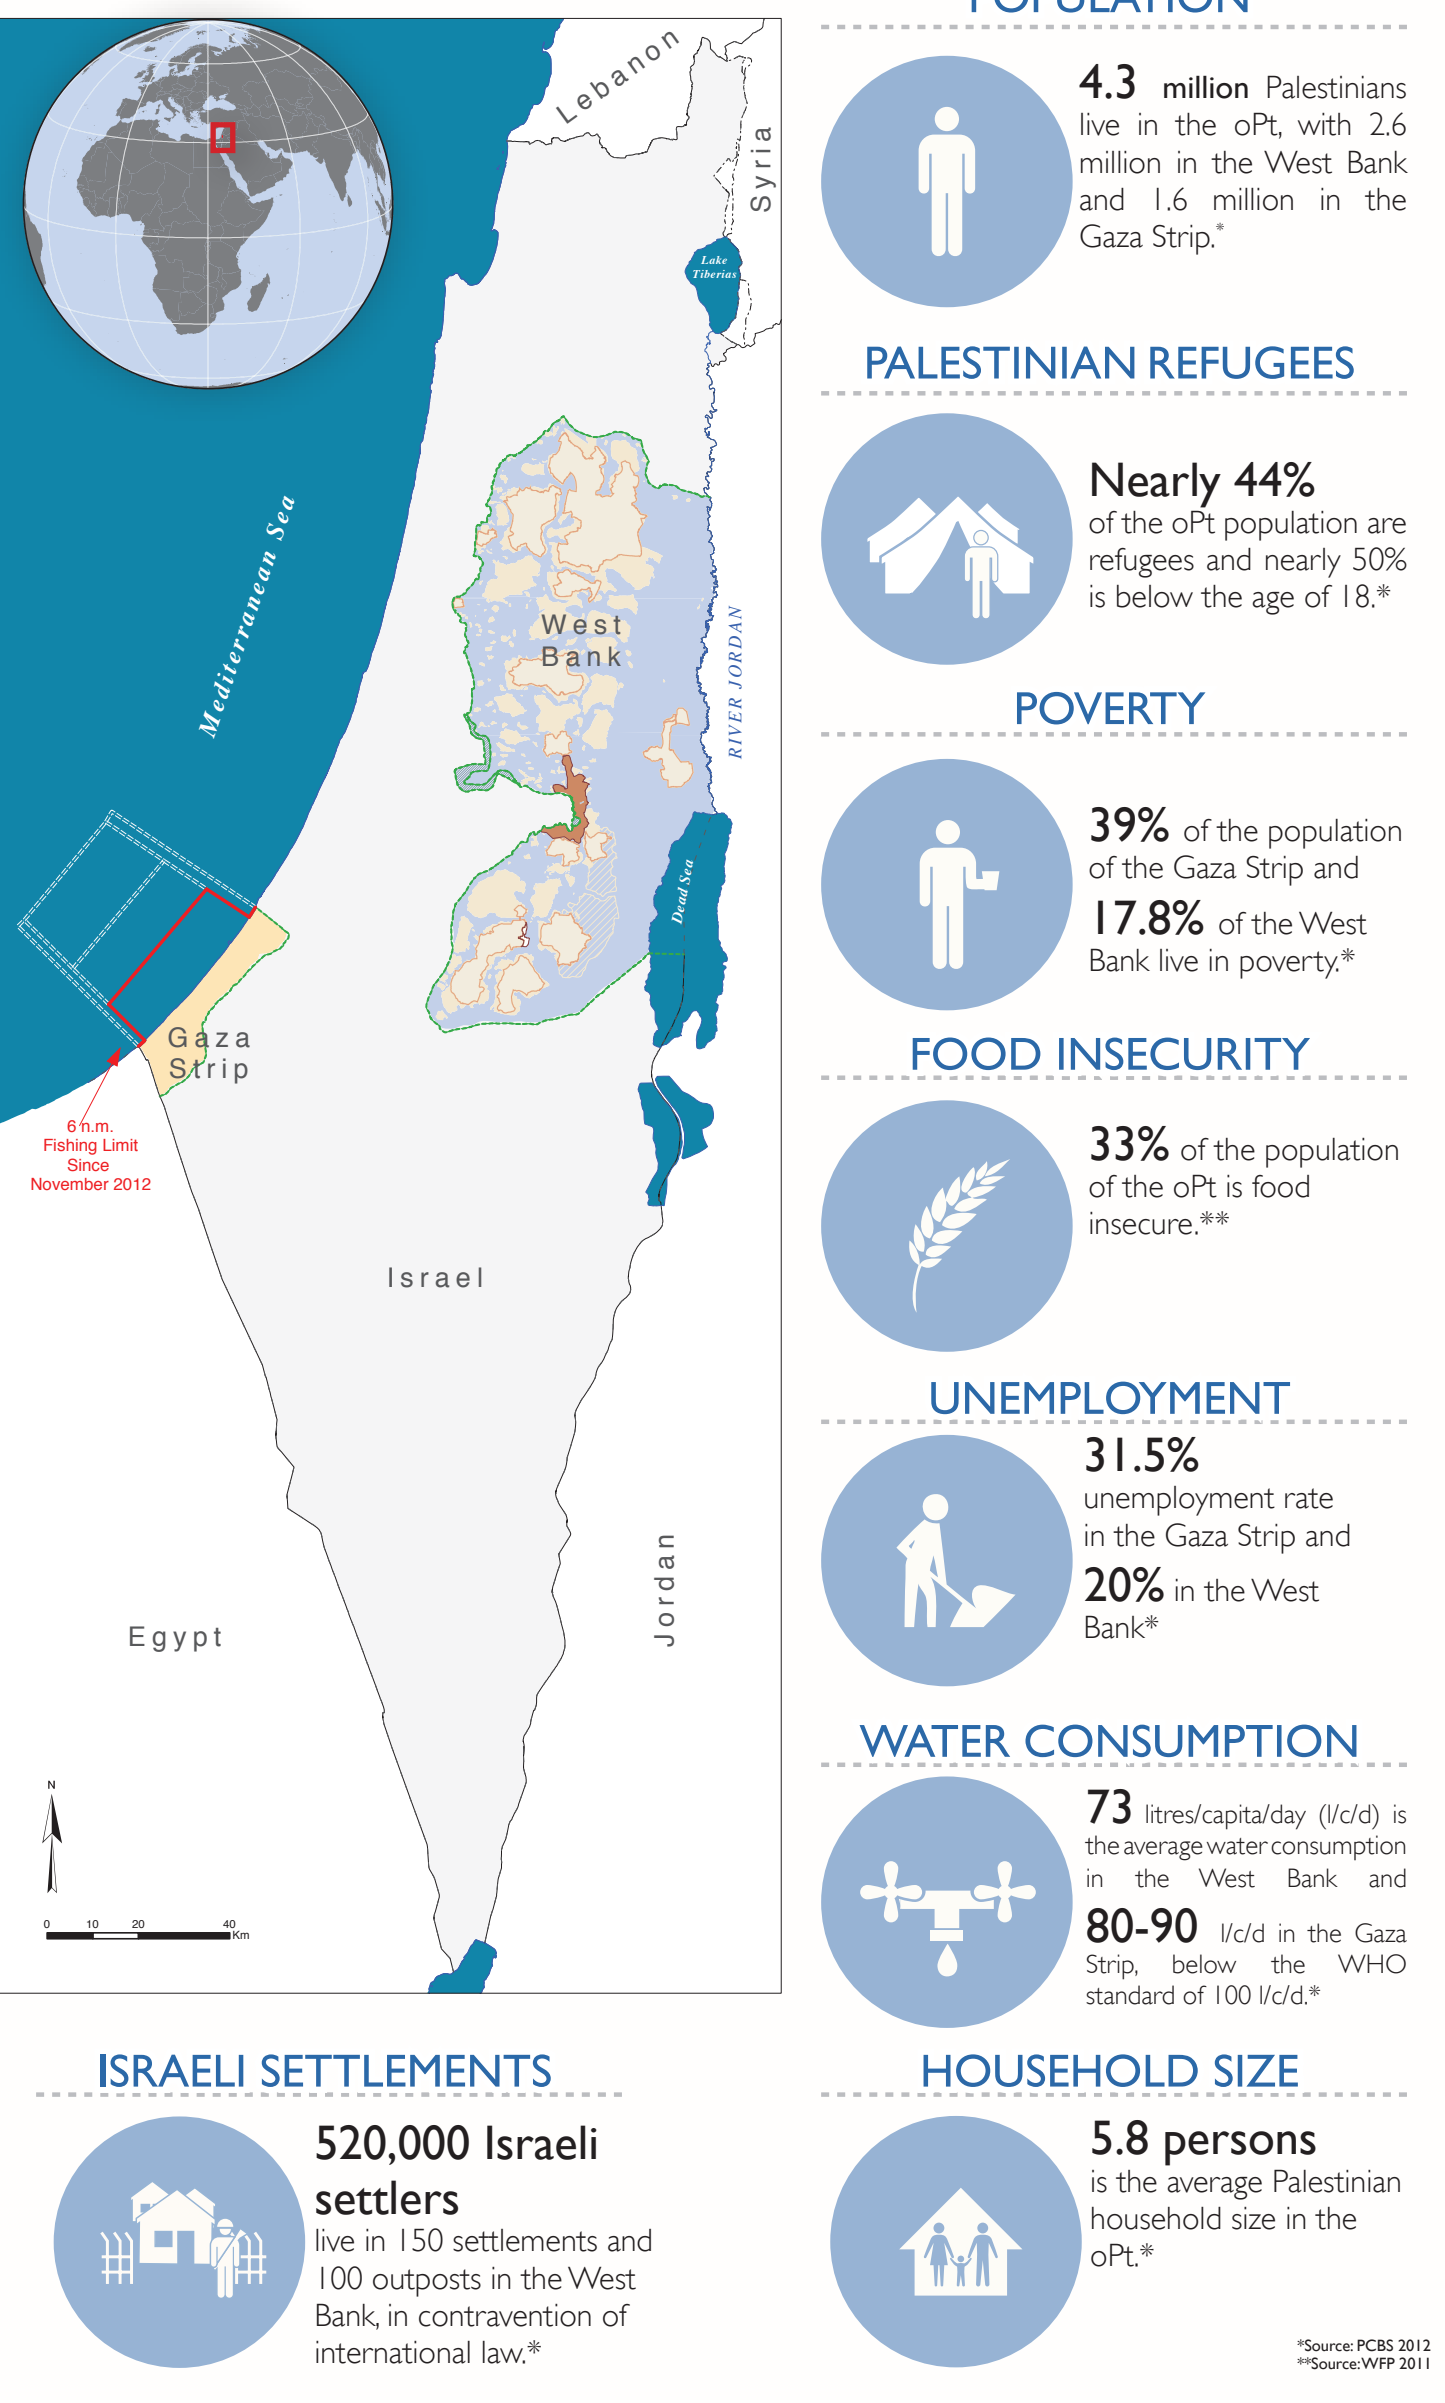 Lebanon
Syria
Lake
Tiberias
Mediterranean Sea
West
Bank
RIVER JORDAN
Dead Sea
Gaza
Strip
6 n.m.
Fishing Limit
Since
November 2012
Israel
Egypt
Jordan
N
0 10 20 40
Km
POPULATION
4.3 million Palestinians
live in the oPt, with 2.6
million in the West Bank
and 1.6 million in the
Gaza Strip.*
PALESTINIAN REFUGEES
Nearly 44%
of the oPt population are
refugees and nearly 50%
is below the age of 18.*
POVERTY
39% of the population
of the Gaza Strip and
17.8% of the West
Bank live in poverty.*
FOOD INSECURITY
33% of the population
of the oPt is food
insecure.**
UNEMPLOYMENT
31.5%
unemployment rate
in the Gaza Strip and
20% in the West
Bank*
WATER CONSUMPTION
73 litres/capita/day (l/c/d) is
the average water consumption
in the West Bank and
80-90 l/c/d in the Gaza
Strip, below the WHO
standard of 100 l/c/d.*
ISRAELI SETTLEMENTS
520,000 Israeli
settlers
live in 150 settlements and
100 outposts in the West
Bank, in contravention of
international law.*
HOUSEHOLD SIZE
5.8 persons
is the average Palestinian
household size in the
oPt.*
*Source: PCBS 2012
**Source: WFP 2011